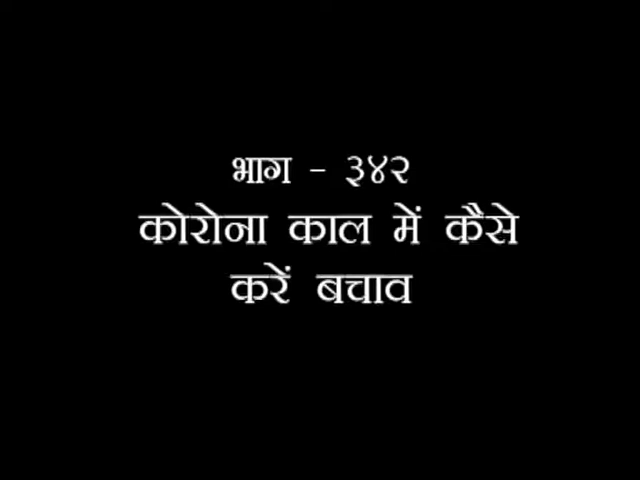 भाग - ३४२
कोरोना काल में कैसे
करें बचाव